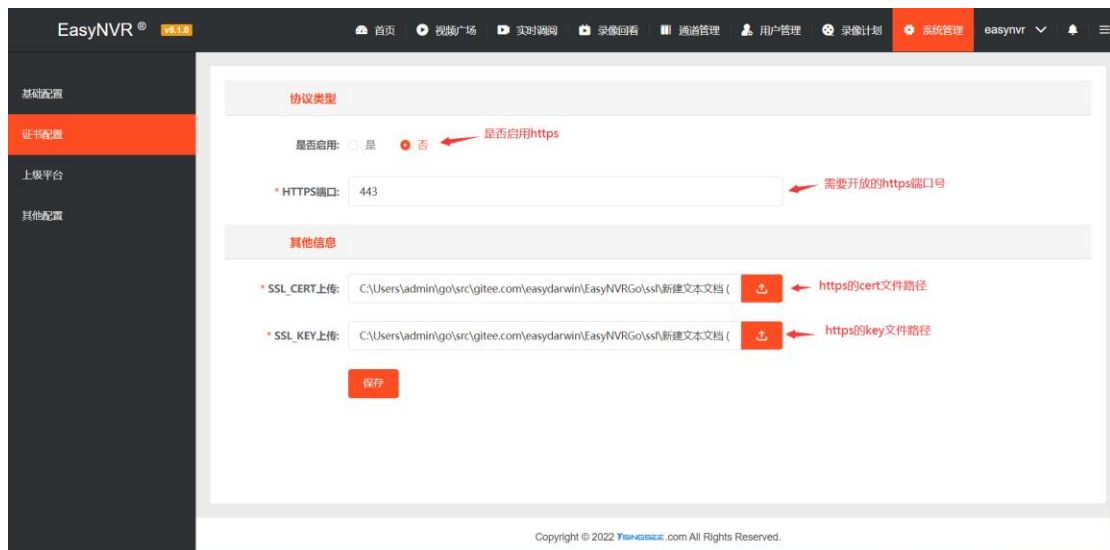 EasyNVR ® v5.1.0
首页 视频广场 实时调阅 录像回看 通道管理 用户管理 录像计划 系统管理 easynvr
基础配置
证书配置
上级平台
其他配置
协议类型
是否启用: 是 否 是否启用https
* HTTPS端口: 443 需要开放的https端口号
其他信息
* SSL_CERT上传: C:\Users\admin\go\src\gitee.com\easydarwin\EasyNVRGo\ssl\新建文本文档 ( https的cert文件路径
* SSL_KEY上传: C:\Users\admin\go\src\gitee.com\easydarwin\EasyNVRGo\ssl\新建文本文档 ( https的key文件路径
保存
Copyright © 2022 TSINGSEE.com All Rights Reserved.